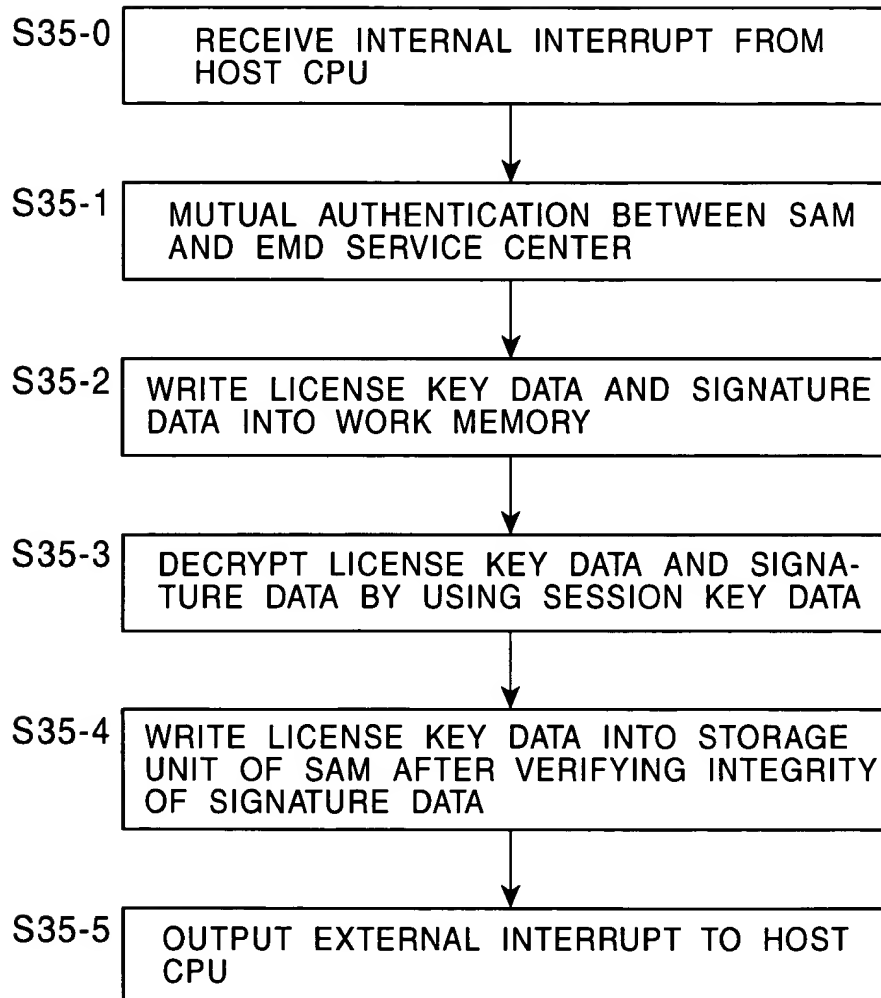 S35-0
RECEIVE INTERNAL INTERRUPT FROM
HOST CPU
S35-1
MUTUAL AUTHENTICATION BETWEEN SAM
AND EMD SERVICE CENTER
S35-2
WRITE LICENSE KEY DATA AND SIGNATURE
DATA INTO WORK MEMORY
S35-3
DECRYPT LICENSE KEY DATA AND SIGNA-
TURE DATA BY USING SESSION KEY DATA
S35-4
WRITE LICENSE KEY DATA INTO STORAGE
UNIT OF SAM AFTER VERIFYING INTEGRITY
OF SIGNATURE DATA
S35-5
OUTPUT EXTERNAL INTERRUPT TO HOST
CPU